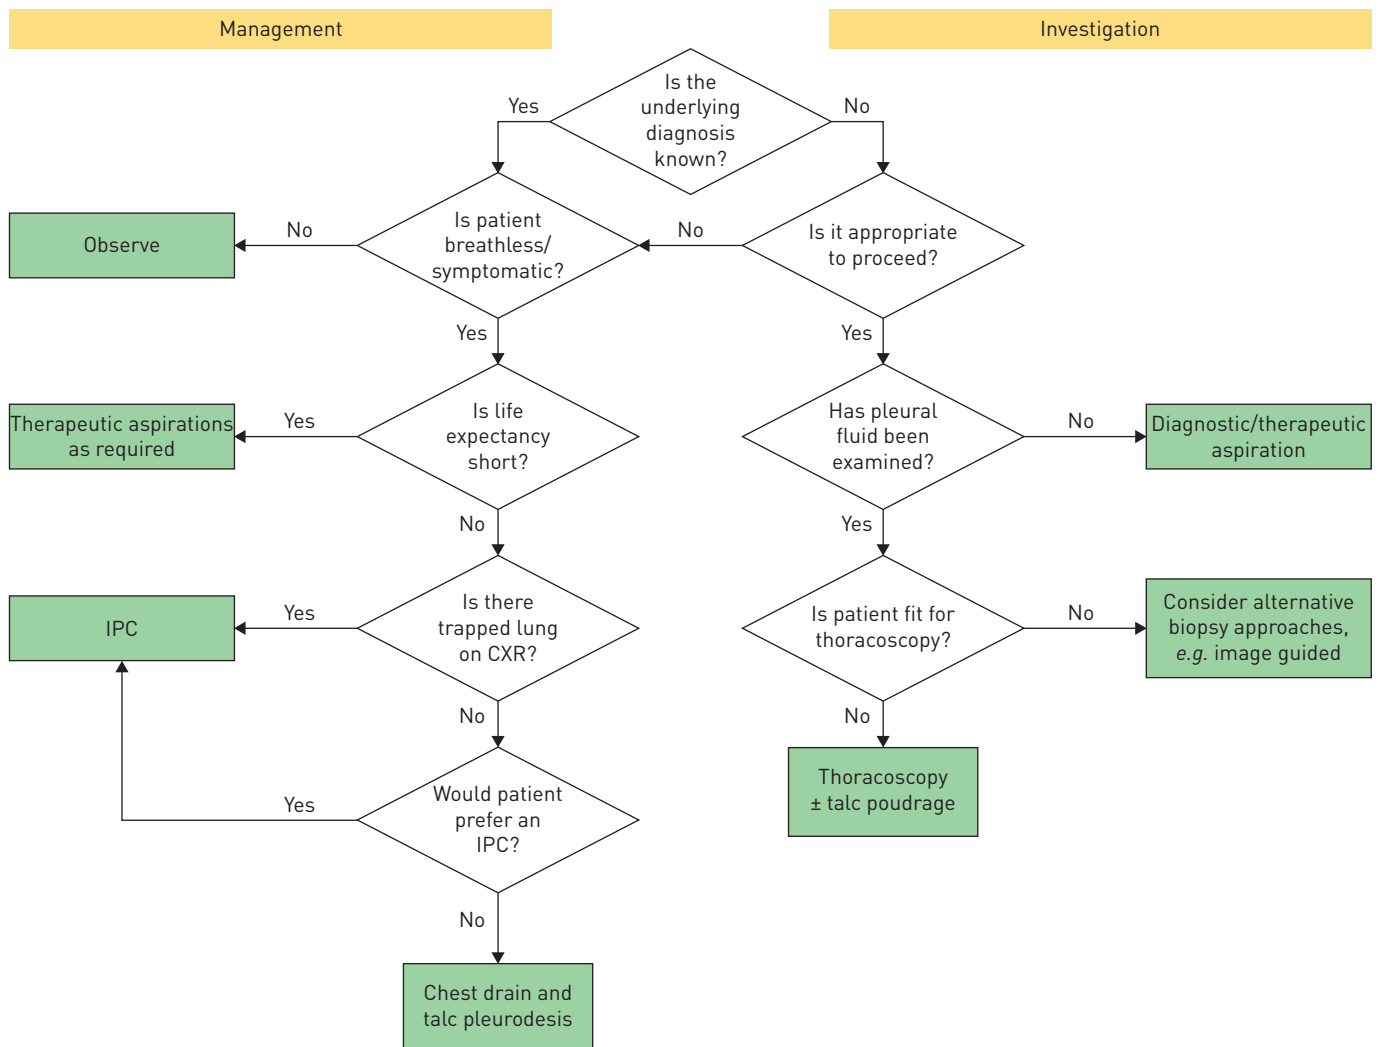 Management
Investigation
Is the
underlying
diagnosis
known?
Yes
No
Is patient
breathless/
symptomatic?
No
Observe
No
Is it appropriate
to proceed?
Yes
Yes
Is life
expectancy
short?
Yes
Therapeutic aspirations
as required
Has pleural
fluid been
examined?
No
Diagnostic/therapeutic
aspiration
No
Yes
Is there
trapped lung
on CXR?
Yes
IPC
Is patient fit for
thoracoscopy?
No
Consider alternative
biopsy approaches,
e.g. image guided
No
No
Would patient
prefer an
IPC?
Yes
Thoracoscopy
± talc poudrage
No
Chest drain and
talc pleurodesis